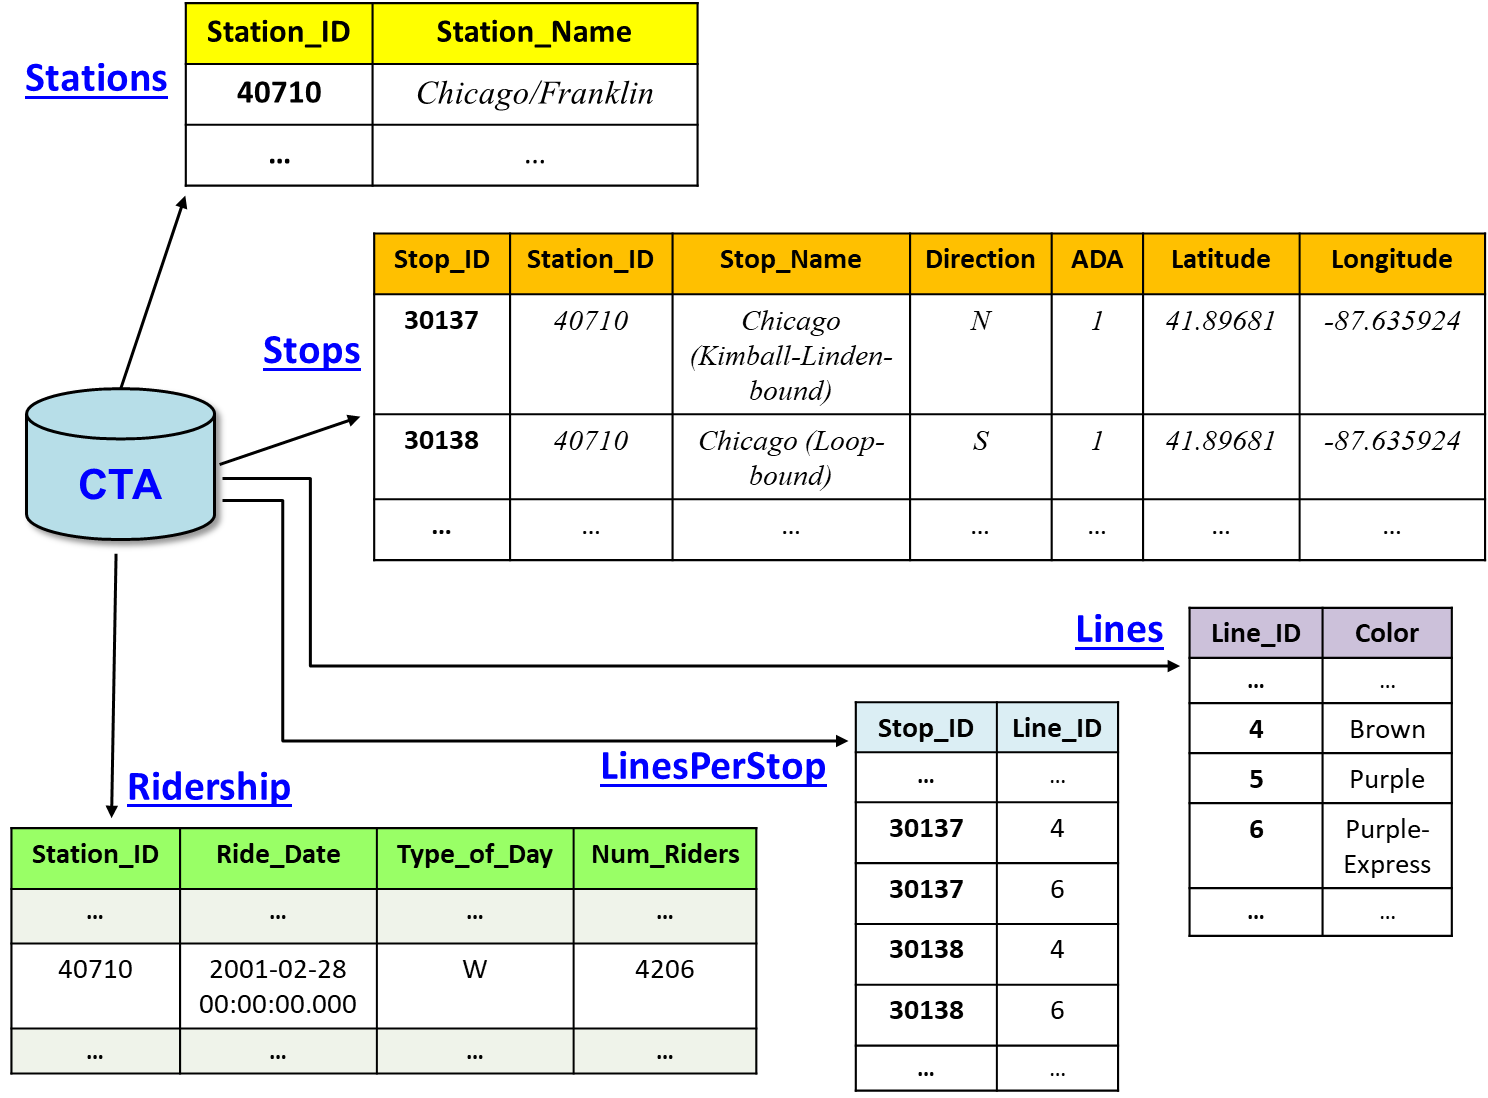 Stations
Station_ID Station_Name
40710 Chicago/Franklin
... ...
Stops
Stop_ID Station_ID Stop_Name Direction ADA Latitude Longitude
30137 40710 Chicago N 1 41.89681 -87.635924
(Kimball-Linden-
bound)
30138 40710 Chicago (Loop- S 1 41.89681 -87.635924
bound)
... ... ... ... ... ... ...
CTA
Lines
Line_ID Color
... ...
4 Brown
5 Purple
6 Purple-
Express
... ...
LinesPerStop
Stop_ID Line_ID
... ...
30137 4
30137 6
30138 4
30138 6
... ...
Ridership
Station_ID Ride_Date Type_of_Day Num_Riders
... ... ... ...
40710 2001-02-28 W 4206
00:00:00.000
... ... ... ...